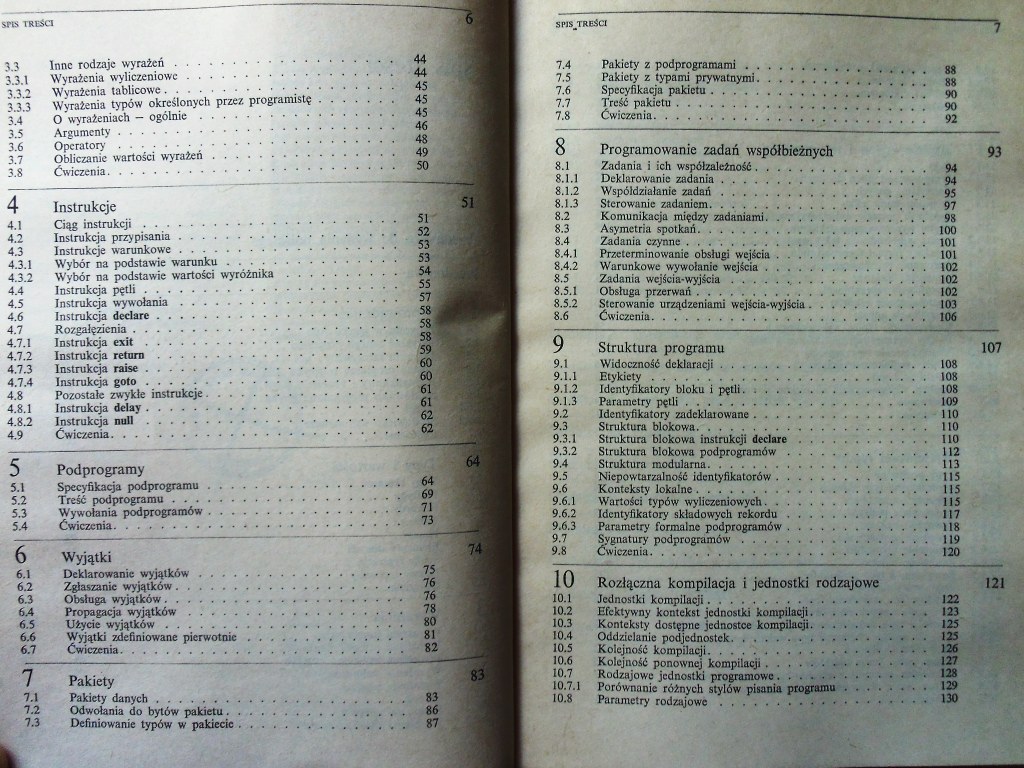 SPIS TREŚCI 6
3.3 Inne rodzaje wyrażeń 44
3.3.1 Wyrażenia wyliczeniowe 44
3.3.2 Wyrażenia tablicowe 45
3.3.3 Wyrażenia typów określonych przez programistę 45
3.4 O wyrażeniach — ogólnie 45
3.5 Argumenty 46
3.6 Operatory 48
3.7 Obliczanie wartości wyrażeń 49
3.8 Ćwiczenia 50
4 Instrukcje 51
4.1 Ciąg instrukcji 51
4.2 Instrukcja przypisania 52
4.3 Instrukcje warunkowe 53
4.3.1 Wybór na podstawie warunku 53
4.3.2 Wybór na podstawie wartości wyróżnika 54
4.4 Instrukcja pętli 55
4.5 Instrukcja wywołania 57
4.6 Instrukcja declare 58
4.7 Rozgałęzienia 58
4.7.1 Instrukcja exit 58
4.7.2 Instrukcja return 59
4.7.3 Instrukcja raise 60
4.7.4 Instrukcja goto 60
4.8 Pozostałe zwykłe instrukcje 61
4.8.1 Instrukcja delay 61
4.8.2 Instrukcja null 62
4.9 Ćwiczenia 62
5 Podprogramy 64
5.1 Specyfikacja podprogramu 64
5.2 Treść podprogramu 69
5.3 Wywołania podprogramów 71
5.4 Ćwiczenia 73
6 Wyjątki 74
6.1 Deklarowanie wyjątków 75
6.2 Zgłaszanie wyjątków 76
6.3 Obsługa wyjątków 76
6.4 Propagacja wyjątków 78
6.5 Użycie wyjątków 80
6.6 Wyjątki zdefiniowane pierwotnie 81
6.7 Ćwiczenia 82
7 Pakiety 83
7.1 Pakiety danych 83
7.2 Odwołania do bytów pakietu 86
7.3 Definiowanie typów w pakiecie 87
SPIS TREŚCI 7
7.4 Pakiety z podprogramami 88
7.5 Pakiety z typami prywatnymi 88
7.6 Specyfikacja pakietu 90
7.7 Treść pakietu 90
7.8 Ćwiczenia 92
8 Programowanie zadań współbieżnych 93
8.1 Zadania i ich współzależność 94
8.1.1 Deklarowanie zadania 94
8.1.2 Współdziałanie zadań 95
8.1.3 Sterowanie zadaniem 97
8.2 Komunikacja między zadaniami 98
8.3 Asymetria spotkań 100
8.4 Zadania czynne 101
8.4.1 Przeterminowanie obsługi wejścia 101
8.4.2 Warunkowe wywołanie wejścia 102
8.5 Zadania wejścia-wyjścia 102
8.5.1 Obsługa przerwań 102
8.5.2 Sterowanie urządzeniami wejścia-wyjścia 103
8.6 Ćwiczenia 106
9 Struktura programu 107
9.1 Widoczność deklaracji 108
9.1.1 Etykiety 108
9.1.2 Identyfikatory bloku i pętli 108
9.1.3 Parametry pętli 109
9.2 Identyfikatory zadeklarowane 110
9.3 Struktura blokowa 110
9.3.1 Struktura blokowa instrukcji declare 110
9.3.2 Struktura blokowa podprogramów 112
9.4 Struktura modularna 113
9.5 Niepowtarzalność identyfikatorów 115
9.6 Konteksty lokalne 115
9.6.1 Wartości typów wyliczeniowych 115
9.6.2 Identyfikatory składowych rekordu 117
9.6.3 Parametry formalne podprogramów 118
9.7 Sygnatury podprogramów 119
9.8 Ćwiczenia 120
10 Rozłączna kompilacja i jednostki rodzajowe 121
10.1 Jednostki kompilacji 122
10.2 Efektywny kontekst jednostki kompilacji 123
10.3 Konteksty dostępne jednostce kompilacji 125
10.4 Oddzielanie podjednostek 125
10.5 Kolejność kompilacji 126
10.6 Kolejność ponownej kompilacji 127
10.7 Rodzajowe jednostki programowe 128
10.7.1 Porównanie różnych stylów pisania programu 129
10.8 Parametry rodzajowe 130